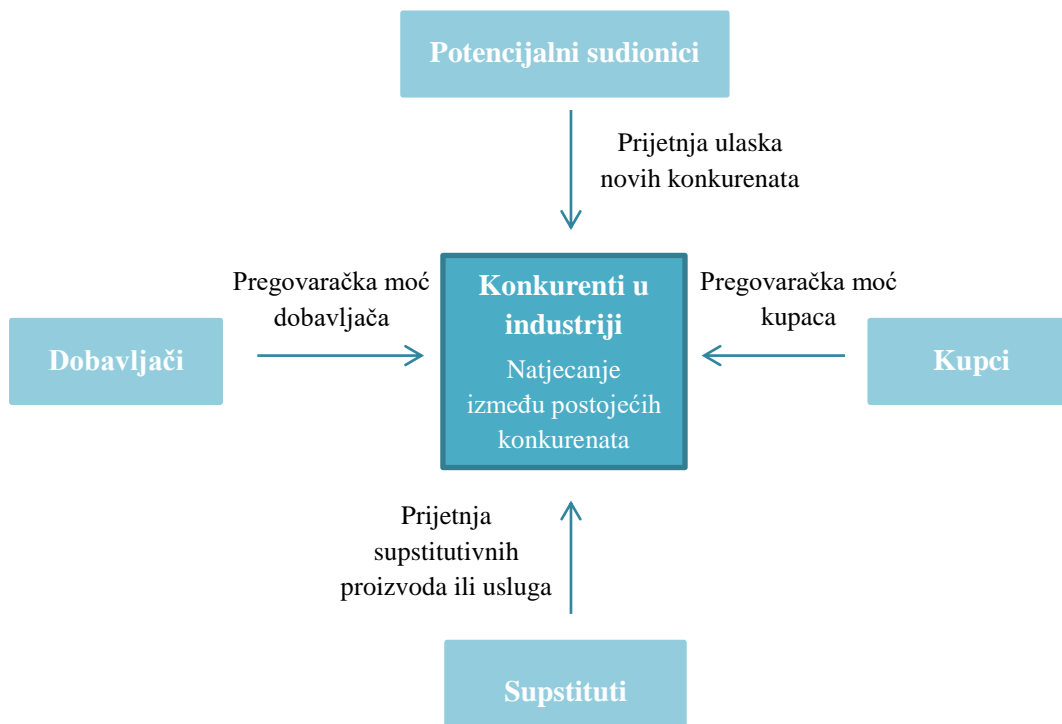 Potencijalni sudionici
Prijetnja ulaska
novih konkurenata
Pregovaračka moć
dobavljača
Konkurenti u
industriji
Natjecanje
između postojećih
konkurenata
Pregovaračka moć
kupaca
Dobavljači
Kupci
Prijetnja
supstitutivnih
proizvoda ili usluga
Supstituti